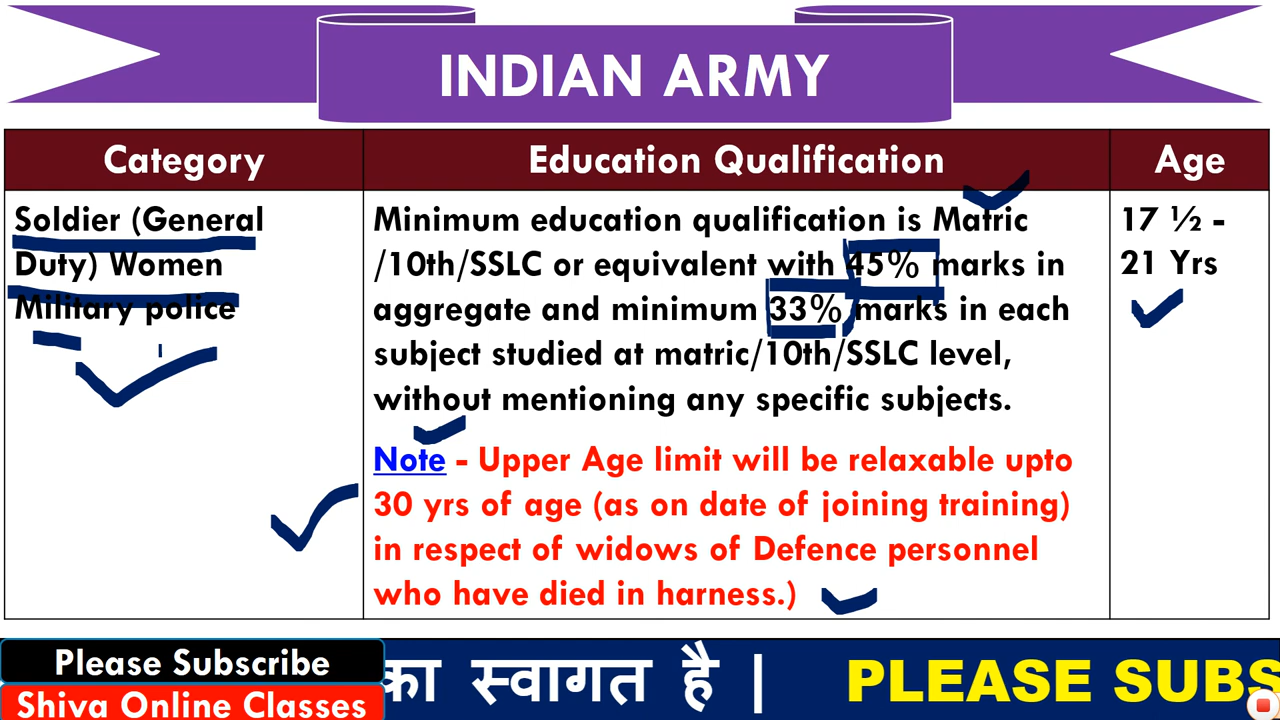 INDIAN ARMY
Category
Education Qualification
Age
Soldier (General
Duty) Women
Military police
Minimum education qualification is Matric
/10th/SSLC or equivalent with 45% marks in
aggregate and minimum 33% marks in each
subject studied at matric/10th/SSLC level,
without mentioning any specific subjects.
Note - Upper Age limit will be relaxable upto
30 yrs of age (as on date of joining training)
in respect of widows of Defence personnel
who have died in harness.)
17 ½ -
21 Yrs
Please Subscribe
Shiva Online Classes
का स्वागत है | PLEASE SUBS